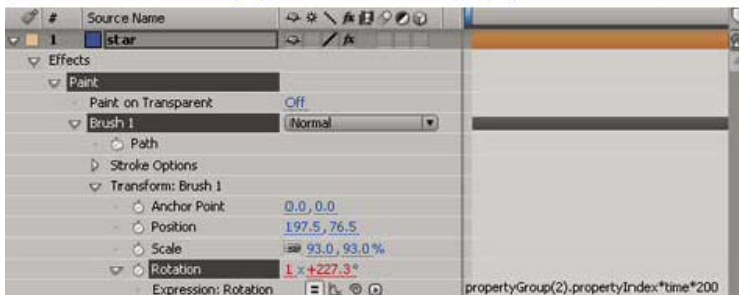 # Source Name
1 star
Effects
Paint
Paint on Transparent Off
Brush 1 Normal
Path
Stroke Options
Transform: Brush 1
Anchor Point 0.0, 0.0
Position 197.5, 76.5
Scale 93.0, 93.0%
Rotation 1 x +227.3°
Expression: Rotation propertyGroup(2).propertyIndex*time*200